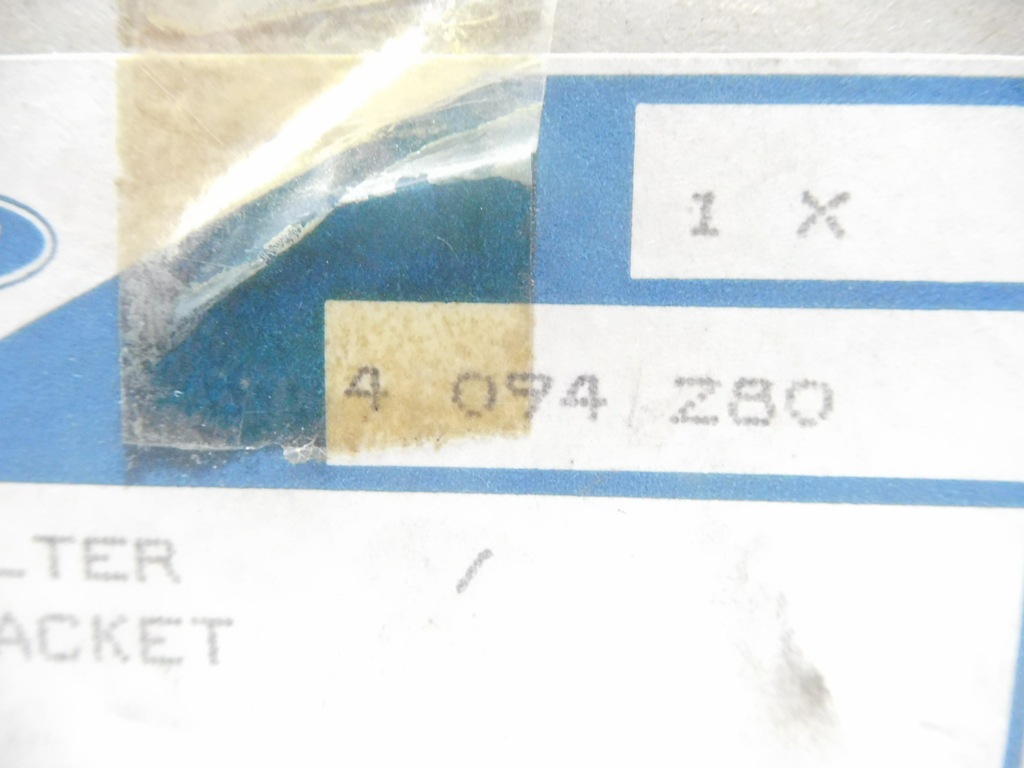 1 X
4 094 280
LTER /
ACKET